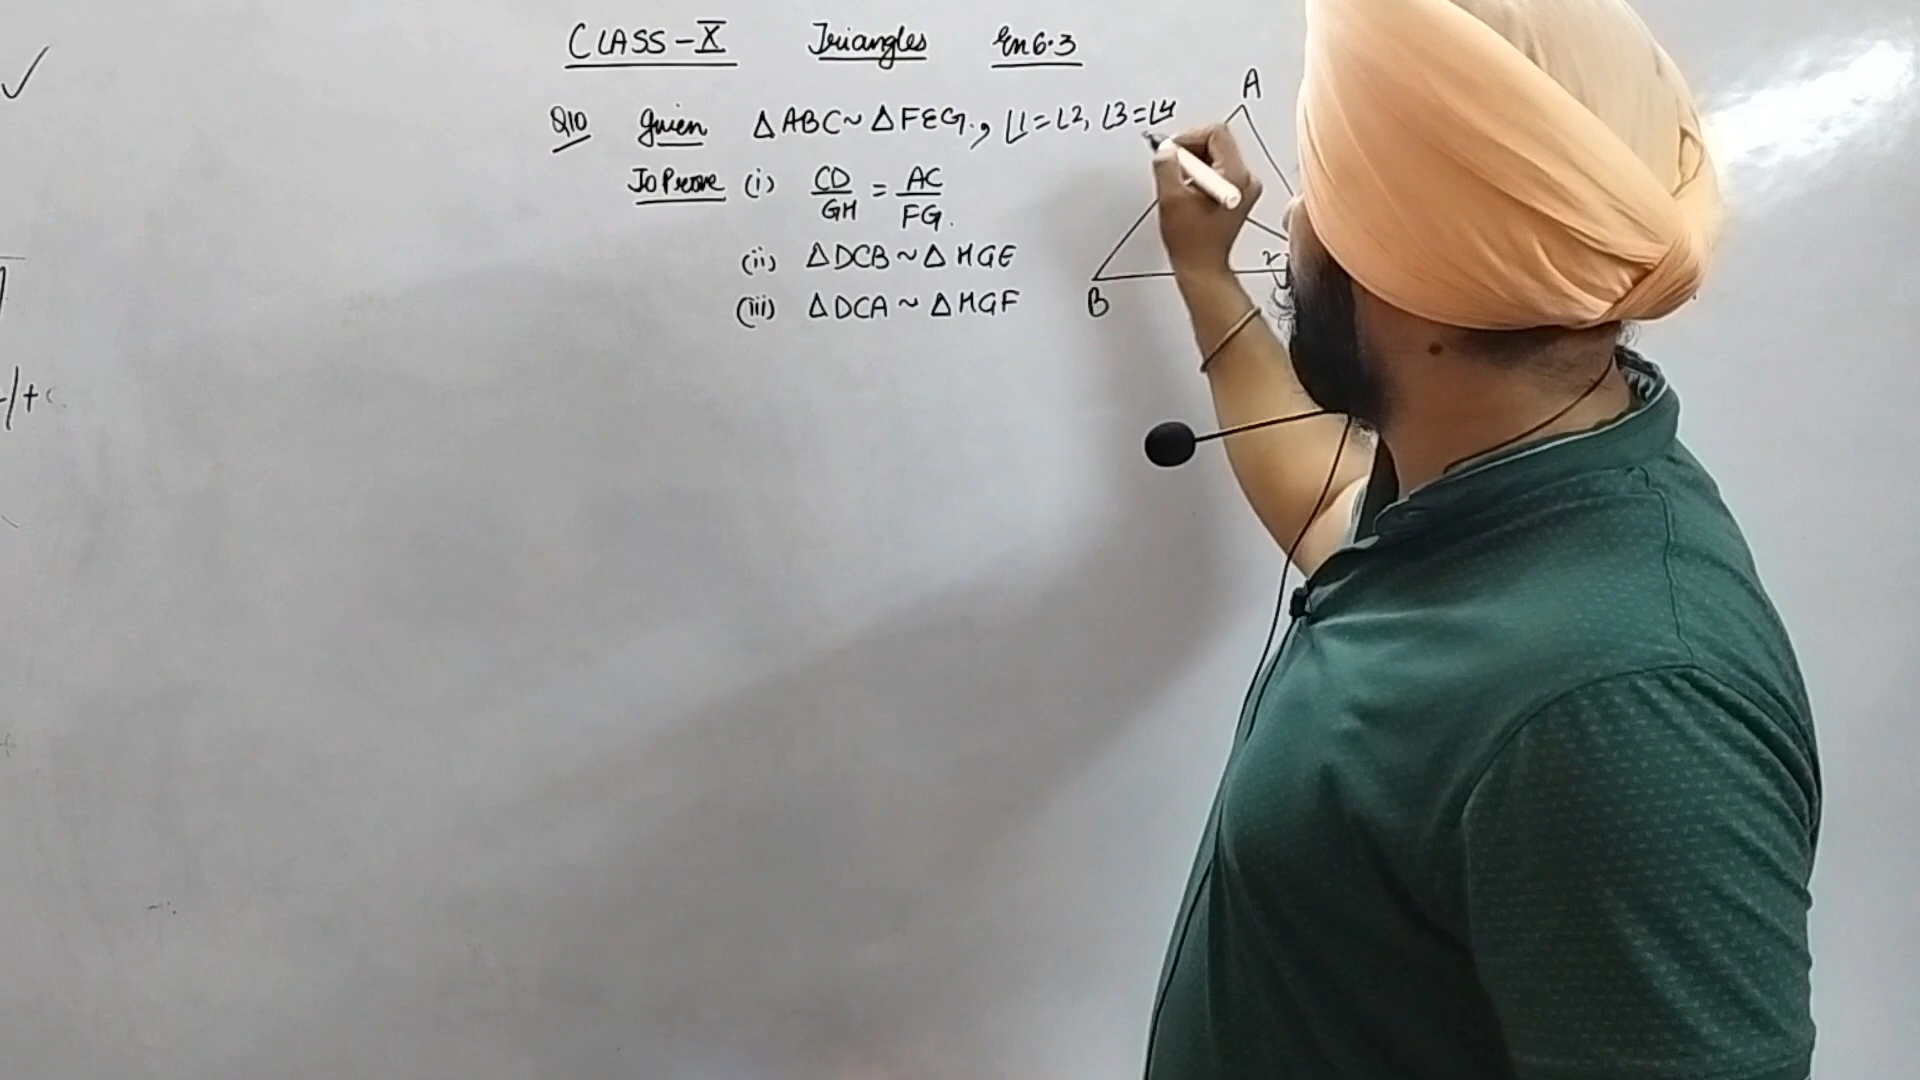 CLASS-X Triangles Ex 6.3
Q10 Given △ABC ~ △FEG., ∠1=∠2, ∠3=∠4
To Prove (i) CD/GH = AC/FG.
(ii) △DCB ~ △HGE
(iii) △DCA ~ △HGF
A
2
B